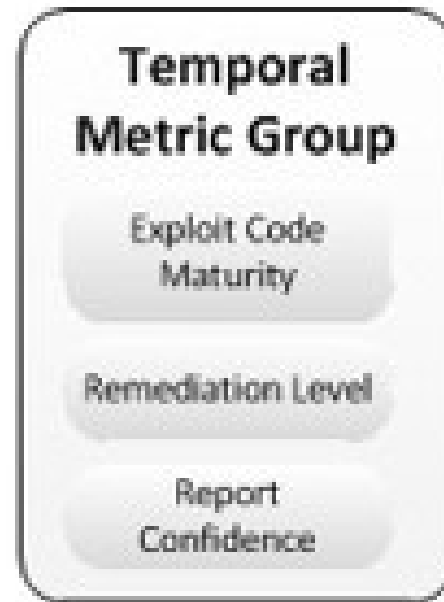 Temporal
Metric Group
Exploit Code
Maturity
Remediation Level
Report
Confidence